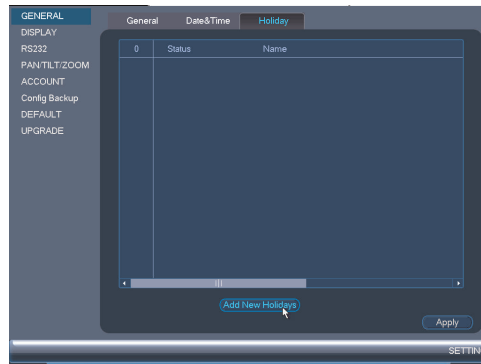 GENERAL
DISPLAY
RS232
PAN/TILT/ZOOM
ACCOUNT
Config Backup
DEFAULT
UPGRADE
General Date&Time Holiday
0 Status Name
Add New Holidays
Apply
SETTIN